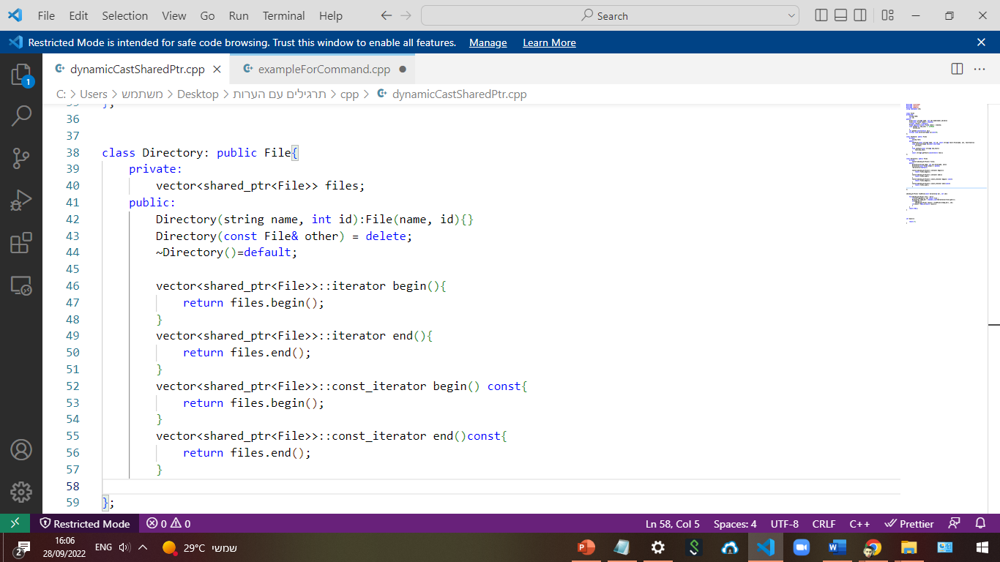 File Edit Selection View Go Run Terminal Help Search
Restricted Mode is intended for safe code browsing. Trust this window to enable all features. Manage Learn More
1
dynamicCastSharedPtr.cpp exampleForCommand.cpp
C: > Users > משתמש > Desktop > תרגילים עם הערות > cpp > dynamicCastSharedPtr.cpp
35 };
36
37
38 class Directory: public File{
39 private:
40 vector<shared_ptr<File>> files;
41 public:
42 Directory(string name, int id):File(name, id){}
43 Directory(const File& other) = delete;
44 ~Directory()=default;
45
46 vector<shared_ptr<File>>::iterator begin(){
47 return files.begin();
48 }
49 vector<shared_ptr<File>>::iterator end(){
50 return files.end();
51 }
52 vector<shared_ptr<File>>::const_iterator begin() const{
53 return files.begin();
54 }
55 vector<shared_ptr<File>>::const_iterator end()const{
56 return files.end();
57 }
58
59 };
Restricted Mode 0 0 Ln 58, Col 5 Spaces: 4 UTF-8 CRLF C++ Prettier
2 16:06 28/09/2022 ENG 29°C שמשי